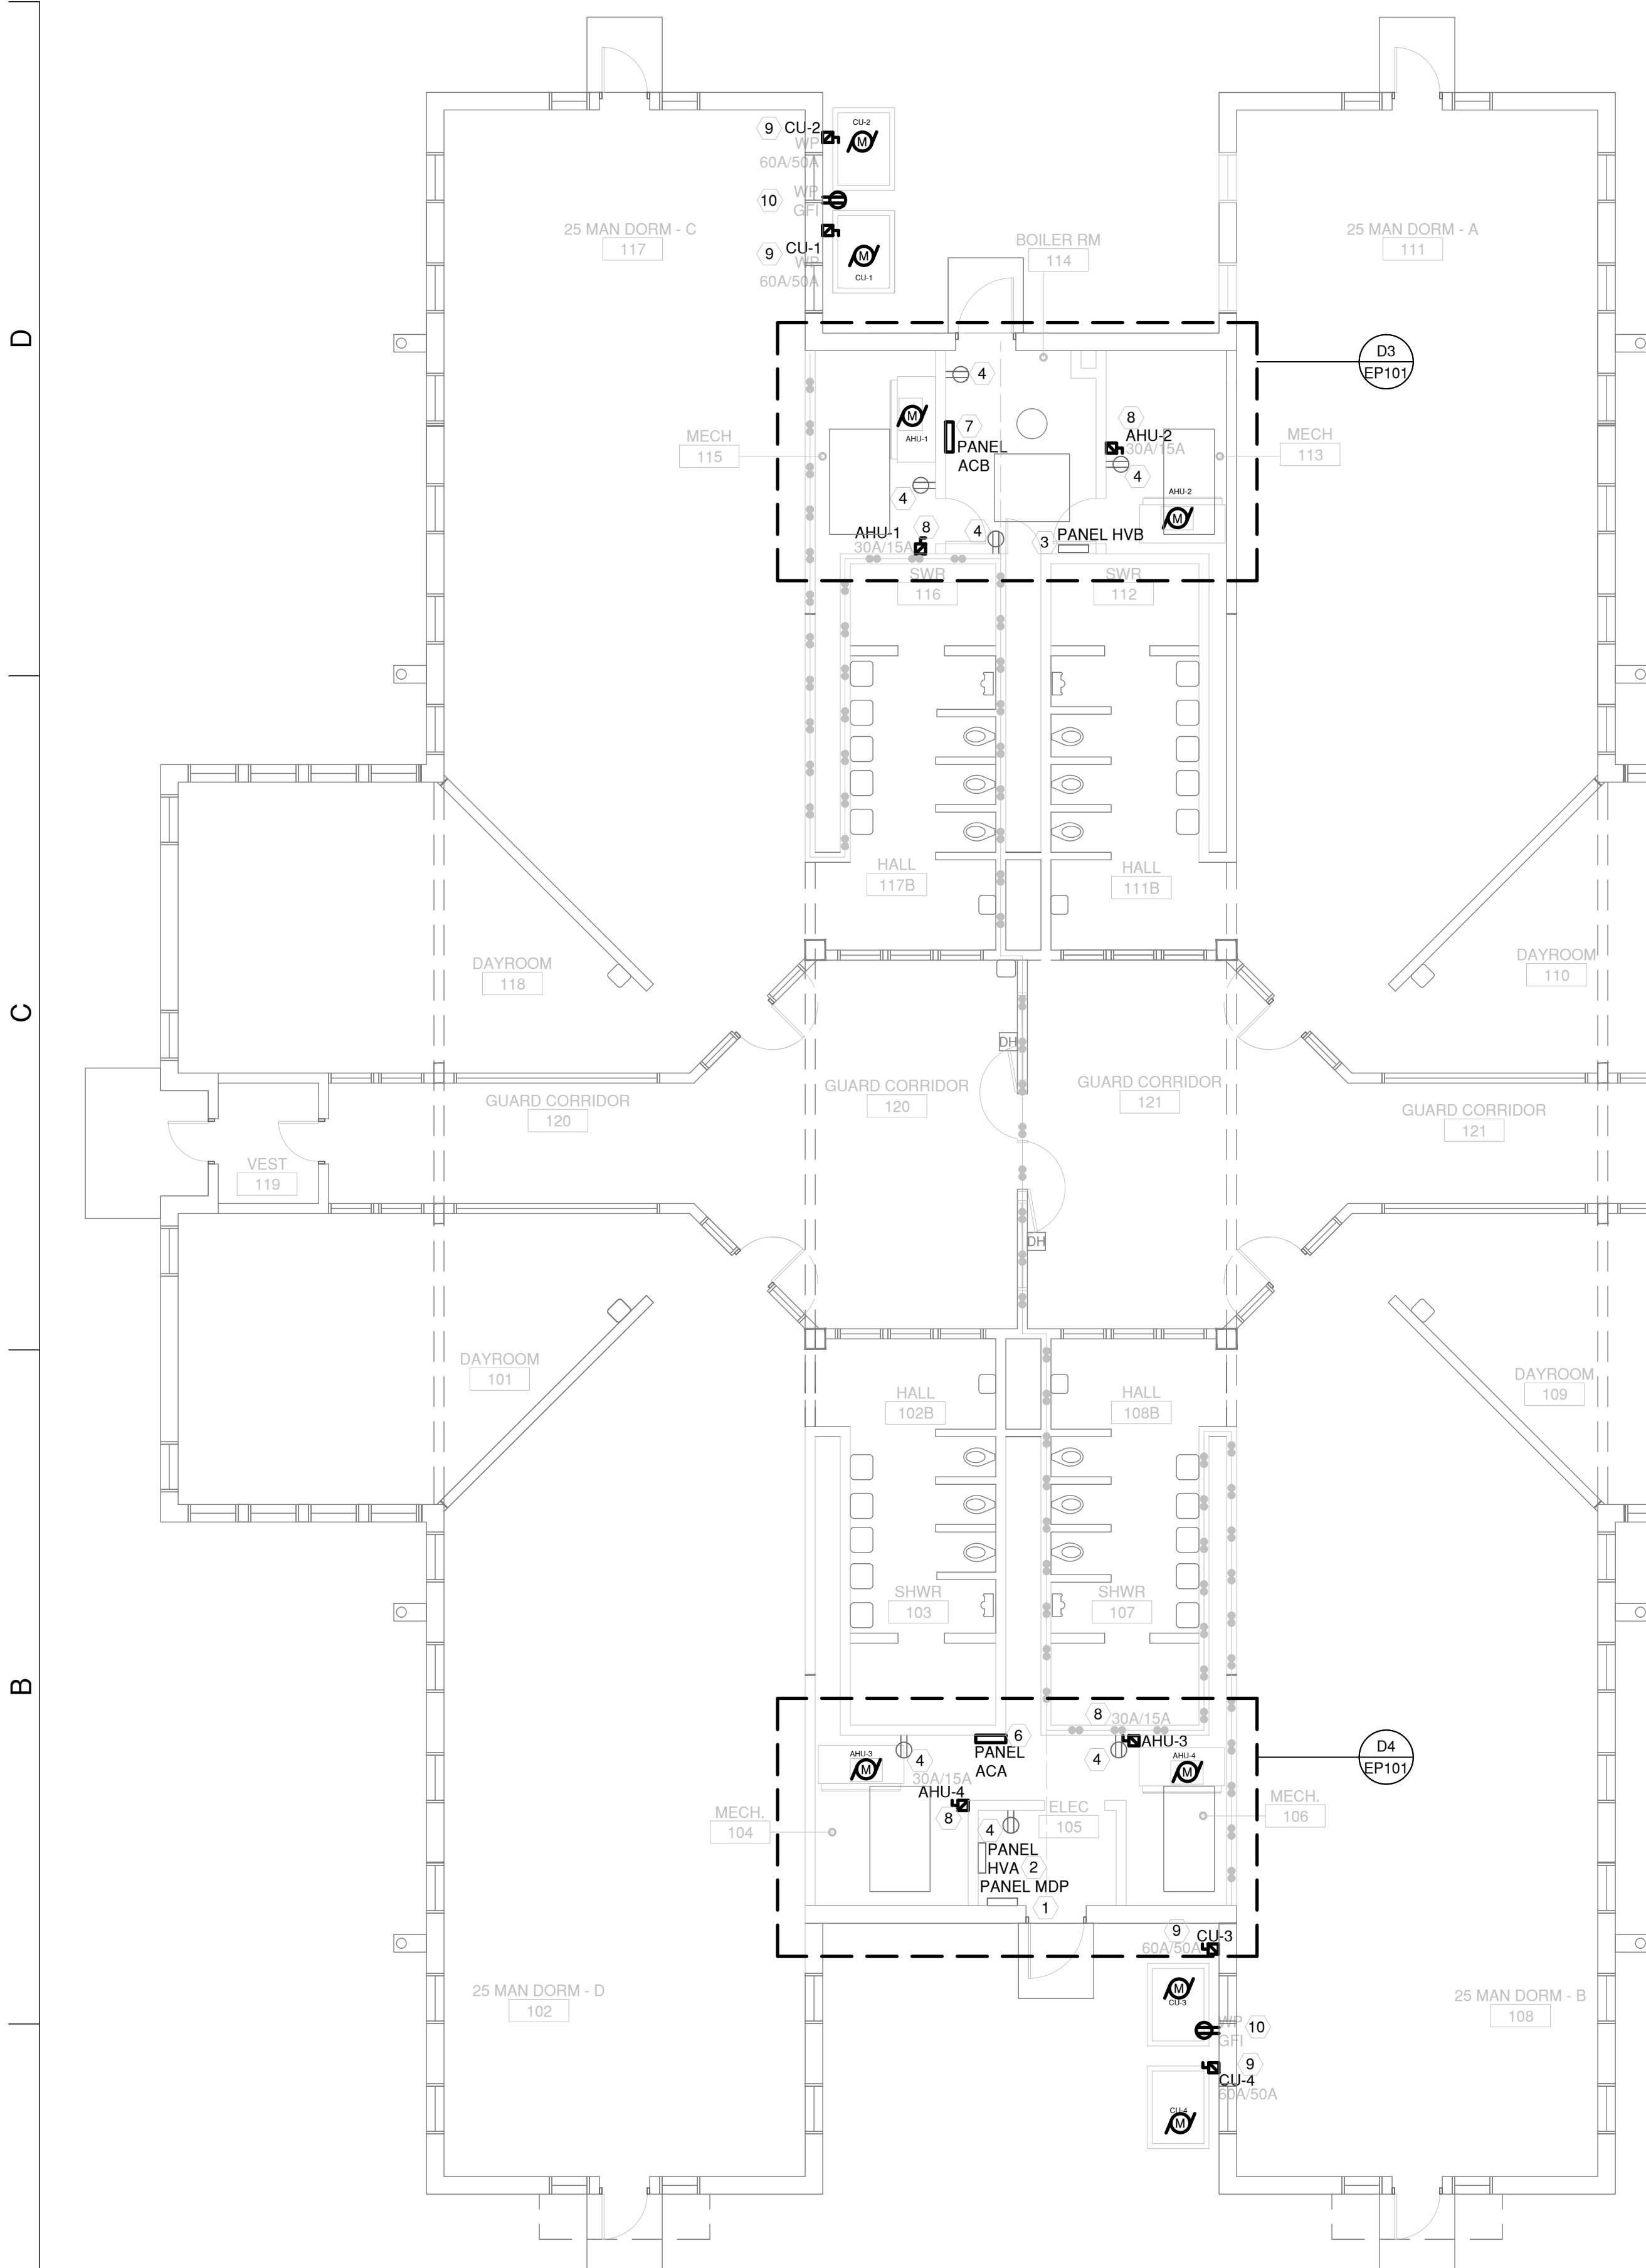 D
C
B
CU-2
9 CU-2
WP
60A/50A
10 WP
GFI
9 CU-1
WP
60A/50A
CU-1
25 MAN DORM - C
117
25 MAN DORM - A
111
BOILER RM
114
D3
EP101
4
7
PANEL
ACB
M
AHU-1
8
AHU-2
30A/15A
MECH
115
MECH
113
4
4
AHU-2
M
AHU-1
8
30A/15A
4
3
PANEL HVB
SWR
116
SWR
112
M
M
HALL
117B
HALL
111B
DAYROOM
118
DAYROOM
110
DH
GUARD CORRIDOR
120
GUARD CORRIDOR
121
GUARD CORRIDOR
120
GUARD CORRIDOR
121
VEST
119
DH
DAYROOM
101
DAYROOM
109
HALL
102B
HALL
108B
SHWR
103
SHWR
107
8
30A/15A
AHU-3
6
PANEL
ACA
D4
EP101
AHU-3
M
4
4
AHU-4
M
30A/15A
AHU-4
8
MECH.
104
ELEC
105
MECH.
106
4
PANEL
HVA 2
PANEL MDP
1
9
CU-3
60A/50A
M
CU-3
WP
GFI
10
9
CU-4
60A/50A
CU-4
M
25 MAN DORM - D
102
25 MAN DORM - B
108